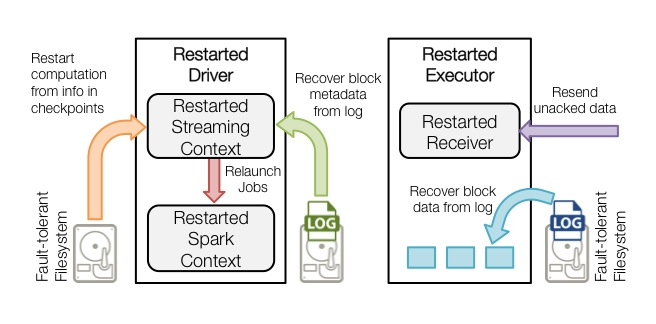 Restart
computation
from info in
checkpoints
Restarted
Driver
Restarted
Streaming
Context
Relaunch
Jobs
Restarted
Spark
Context
Recover block
metadata
from log
LOG
Fault-tolerant
Filesystem
Restarted
Executor
Restarted
Receiver
Resend
unacked data
Recover block
data from log
LOG
Fault-tolerant
Filesystem